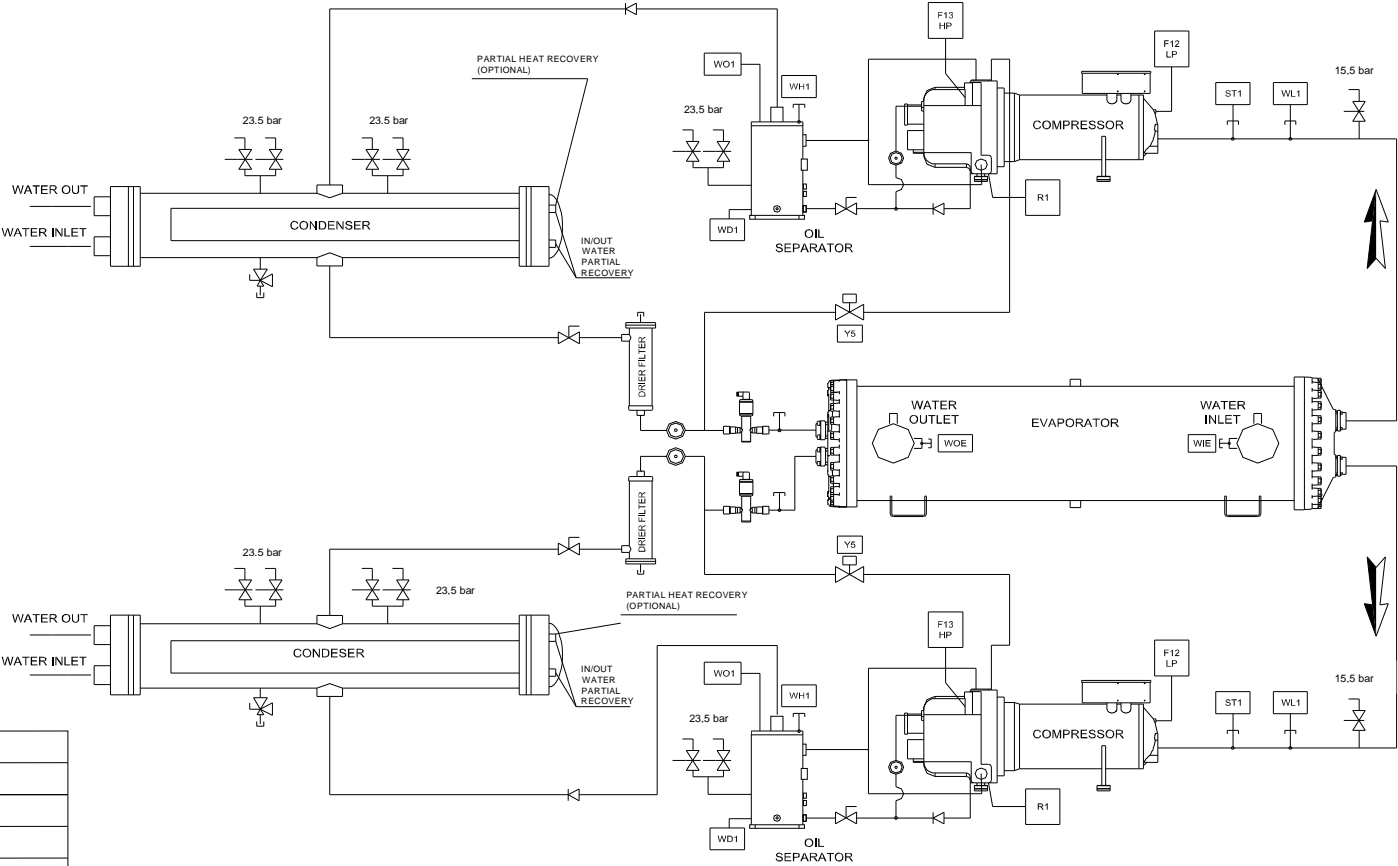 F13
HP
F12
LP
PARTIAL HEAT RECOVERY
(OPTIONAL)
WO1
WH1
15,5 bar
ST1
WL1
23.5 bar
23.5 bar
23,5 bar
COMPRESSOR
WATER OUT
WATER INLET
CONDENSER
R1
WD1
OIL
SEPARATOR
IN/OUT
WATER
PARTIAL
RECOVERY
Y5
DRIER FILTER
WATER
OUTLET
WATER
INLET
EVAPORATOR
WOE
WIE
DRIER FILTER
Y5
23.5 bar
23,5 bar
PARTIAL HEAT RECOVERY
(OPTIONAL)
WATER OUT
WATER INLET
CONDESER
F13
HP
F12
LP
IN/OUT
WATER
PARTIAL
RECOVERY
WO1
WH1
15,5 bar
ST1
WL1
23,5 bar
COMPRESSOR
R1
WD1
OIL
SEPARATOR